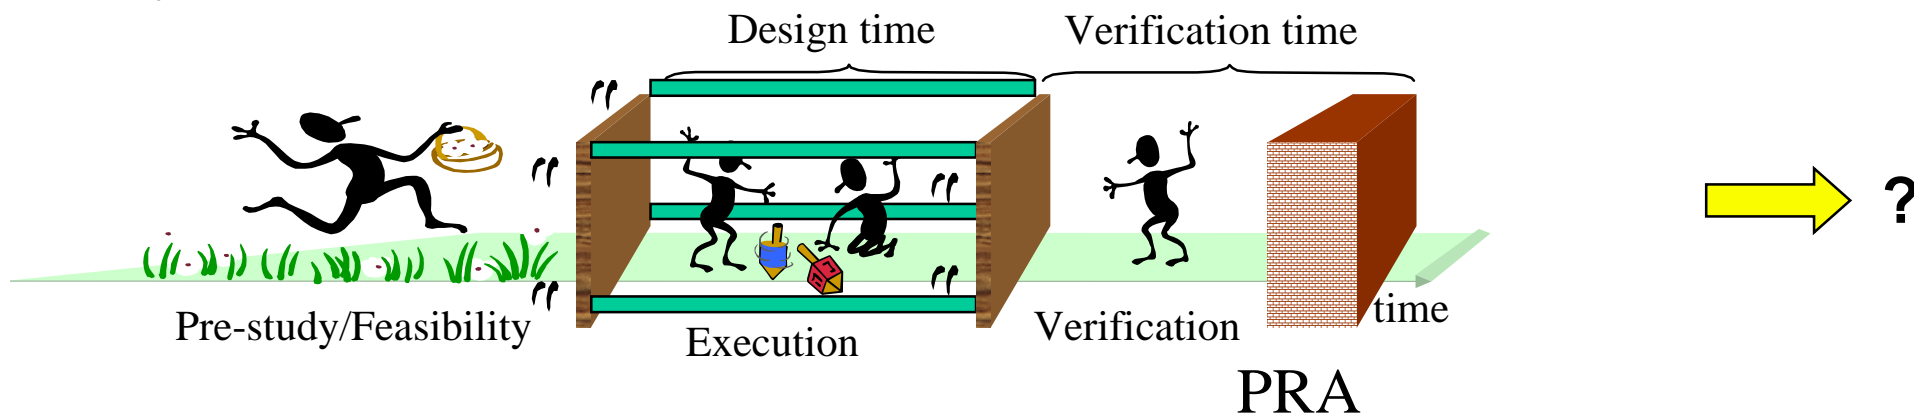 Design time
Verification time
?
Pre-study/Feasibility
Execution
Verification
time
PRA